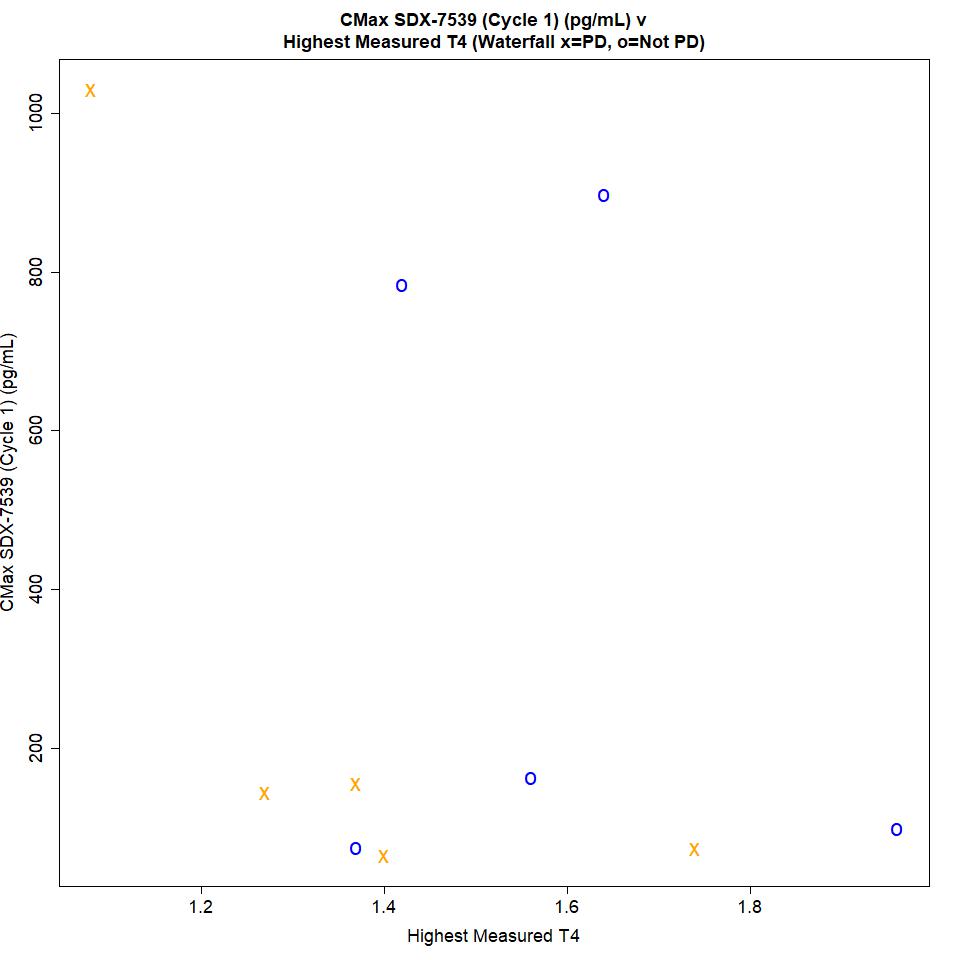 CMax SDX-7539 (Cycle 1) (pg/mL) v
Highest Measured T4 (Waterfall x=PD, o=Not PD)
CMax SDX-7539 (Cycle 1) (pg/mL)
1000
800
600
400
200
X
O
O
X
X
O
O
X
X
O
1.2
1.4
1.6
1.8
Highest Measured T4